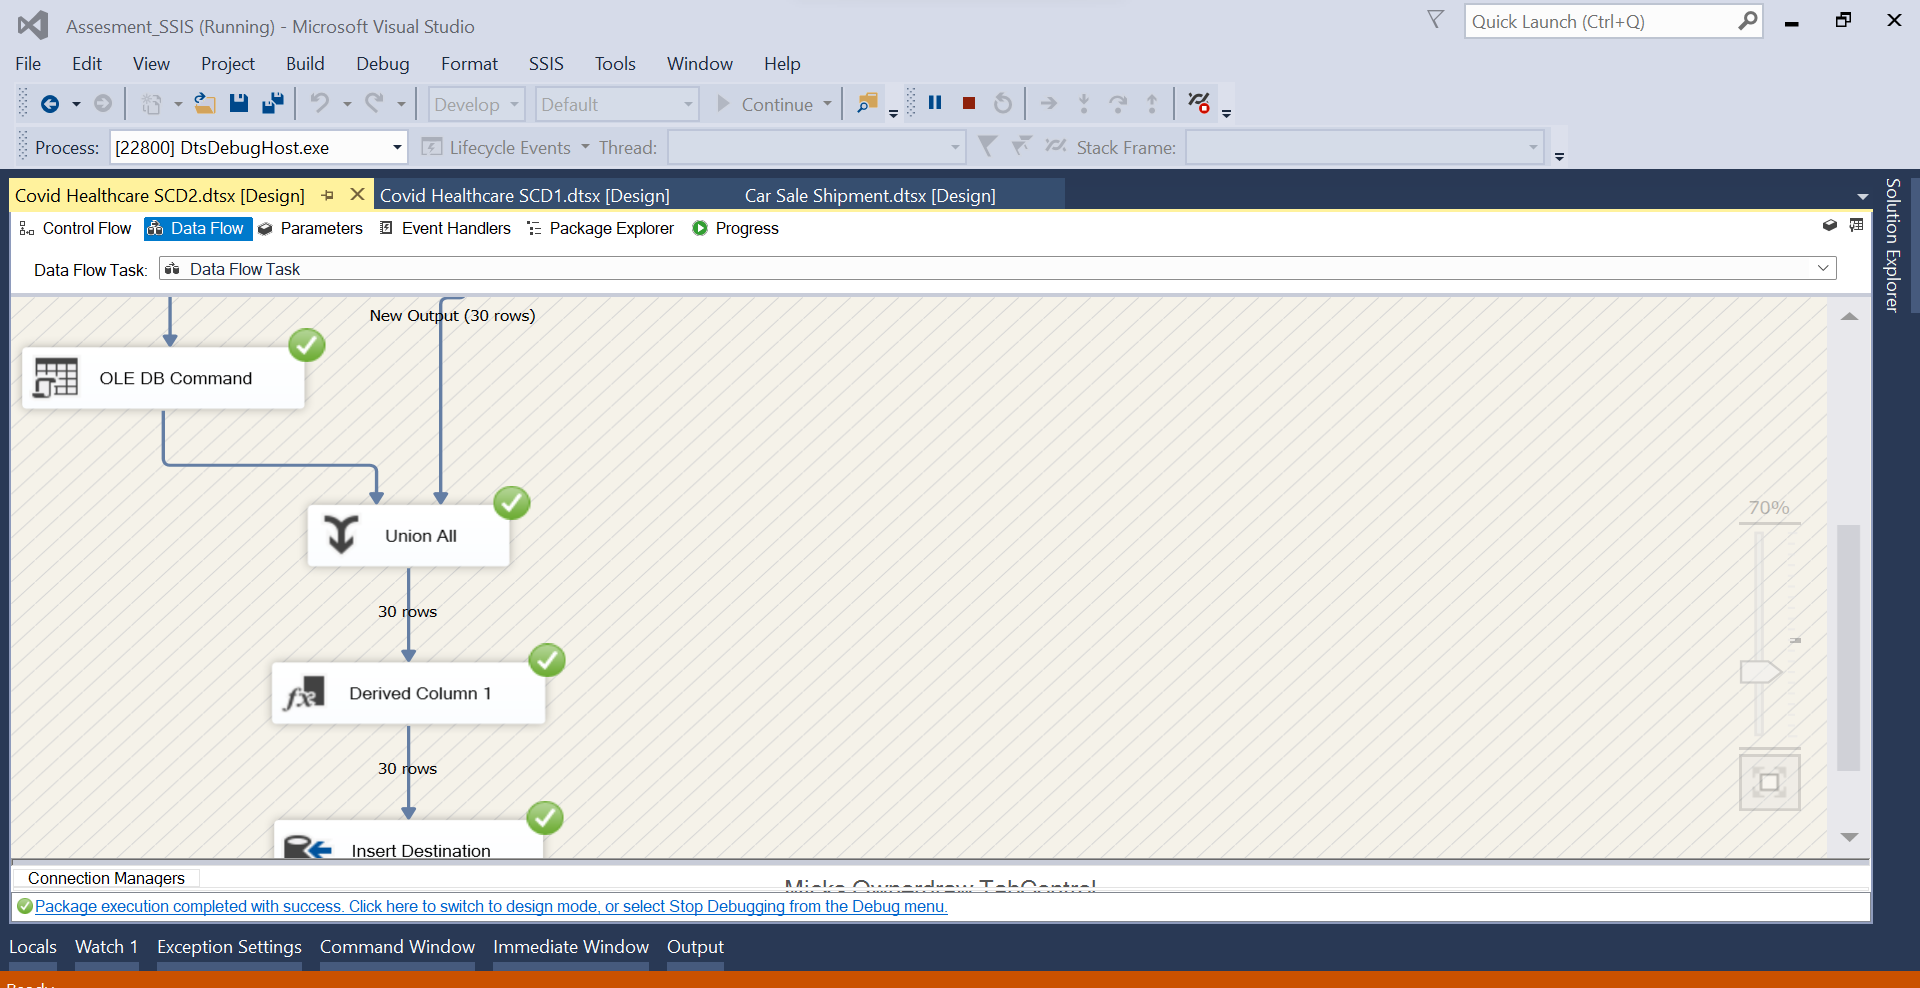 Assesment_SSIS (Running) - Microsoft Visual Studio
Quick Launch (Ctrl+Q)
File Edit View Project Build Debug Format SSIS Tools Window Help
Develop Default Continue
Process: [22800] DtsDebugHost.exe Lifecycle Events Thread: Stack Frame:
Covid Healthcare SCD2.dtsx [Design] Covid Healthcare SCD1.dtsx [Design] Car Sale Shipment.dtsx [Design]
Solution Explorer
Control Flow Data Flow Parameters Event Handlers Package Explorer Progress
Data Flow Task: Data Flow Task
New Output (30 rows)
OLE DB Command
Union All
70%
30 rows
fx Derived Column 1
30 rows
Insert Destination
Connection Managers
Package execution completed with success. Click here to switch to design mode, or select Stop Debugging from the Debug menu.
Locals Watch 1 Exception Settings Command Window Immediate Window Output